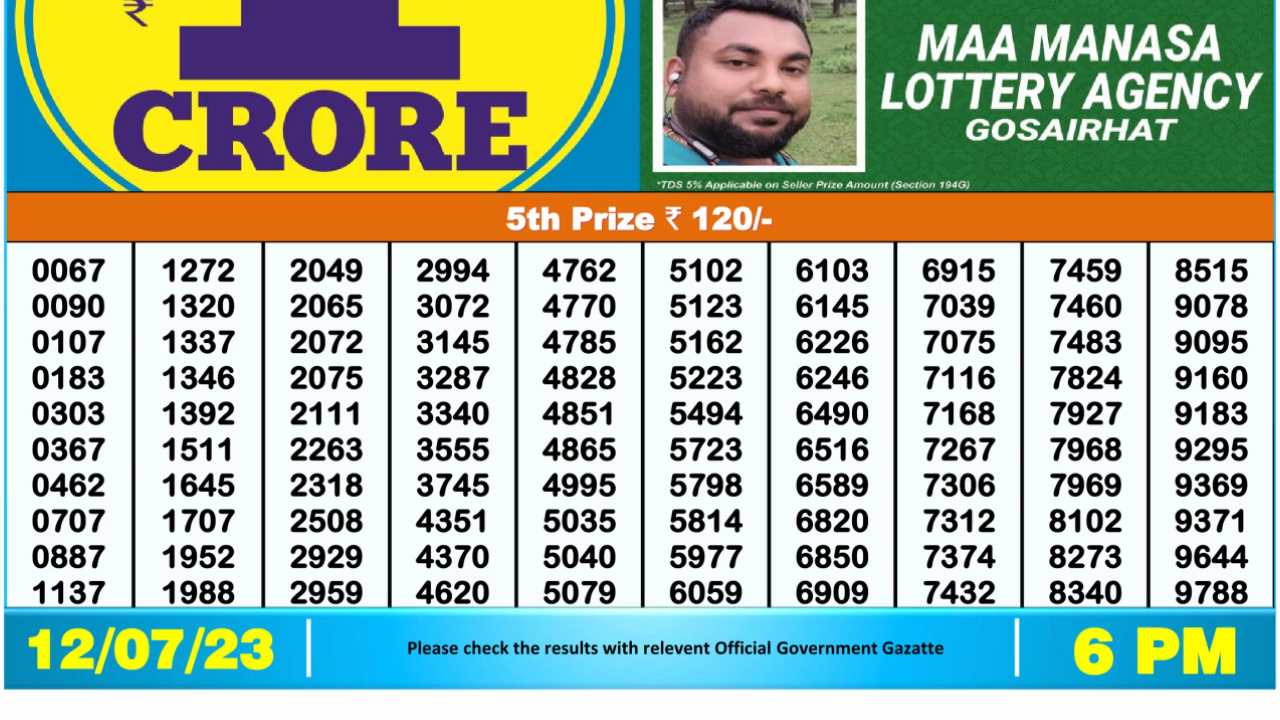 ₹ 1
CRORE
MAA MANASA
LOTTERY AGENCY
GOSAIRHAT
*TDS 5% Applicable on Seller Prize Amount (Section 194G)
5th Prize ₹ 120/-
0067 1272 2049 2994 4762 5102 6103 6915 7459 8515
0090 1320 2065 3072 4770 5123 6145 7039 7460 9078
0107 1337 2072 3145 4785 5162 6226 7075 7483 9095
0183 1346 2075 3287 4828 5223 6246 7116 7824 9160
0303 1392 2111 3340 4851 5494 6490 7168 7927 9183
0367 1511 2263 3555 4865 5723 6516 7267 7968 9295
0462 1645 2318 3745 4995 5798 6589 7306 7969 9369
0707 1707 2508 4351 5035 5814 6820 7312 8102 9371
0887 1952 2929 4370 5040 5977 6850 7374 8273 9644
1137 1988 2959 4620 5079 6059 6909 7432 8340 9788
12/07/23 Please check the results with relevent Official Government Gazatte 6 PM